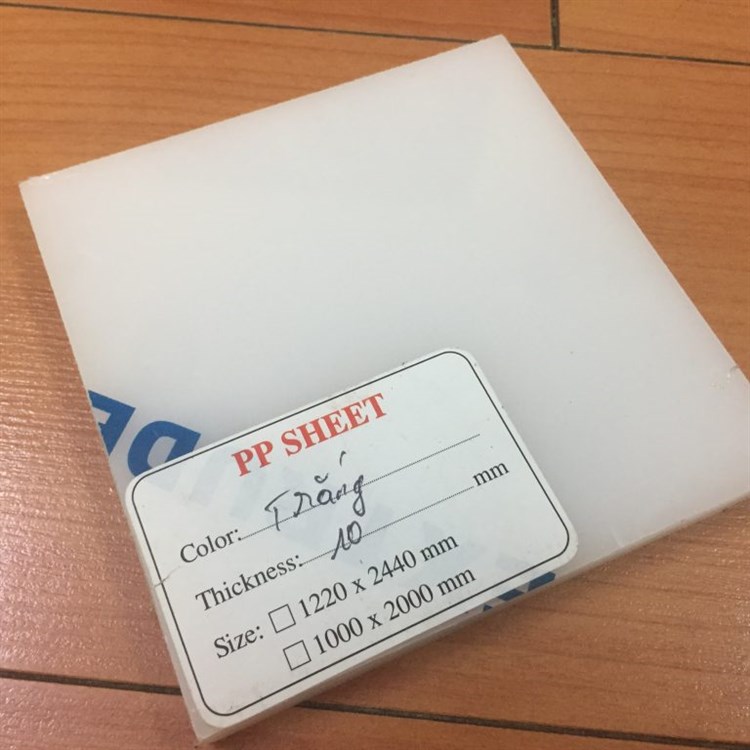 PP SHEET
Color: Trắng
Thickness: 10 mm
Size: □ 1220 x 2440 mm
□ 1000 x 2000 mm